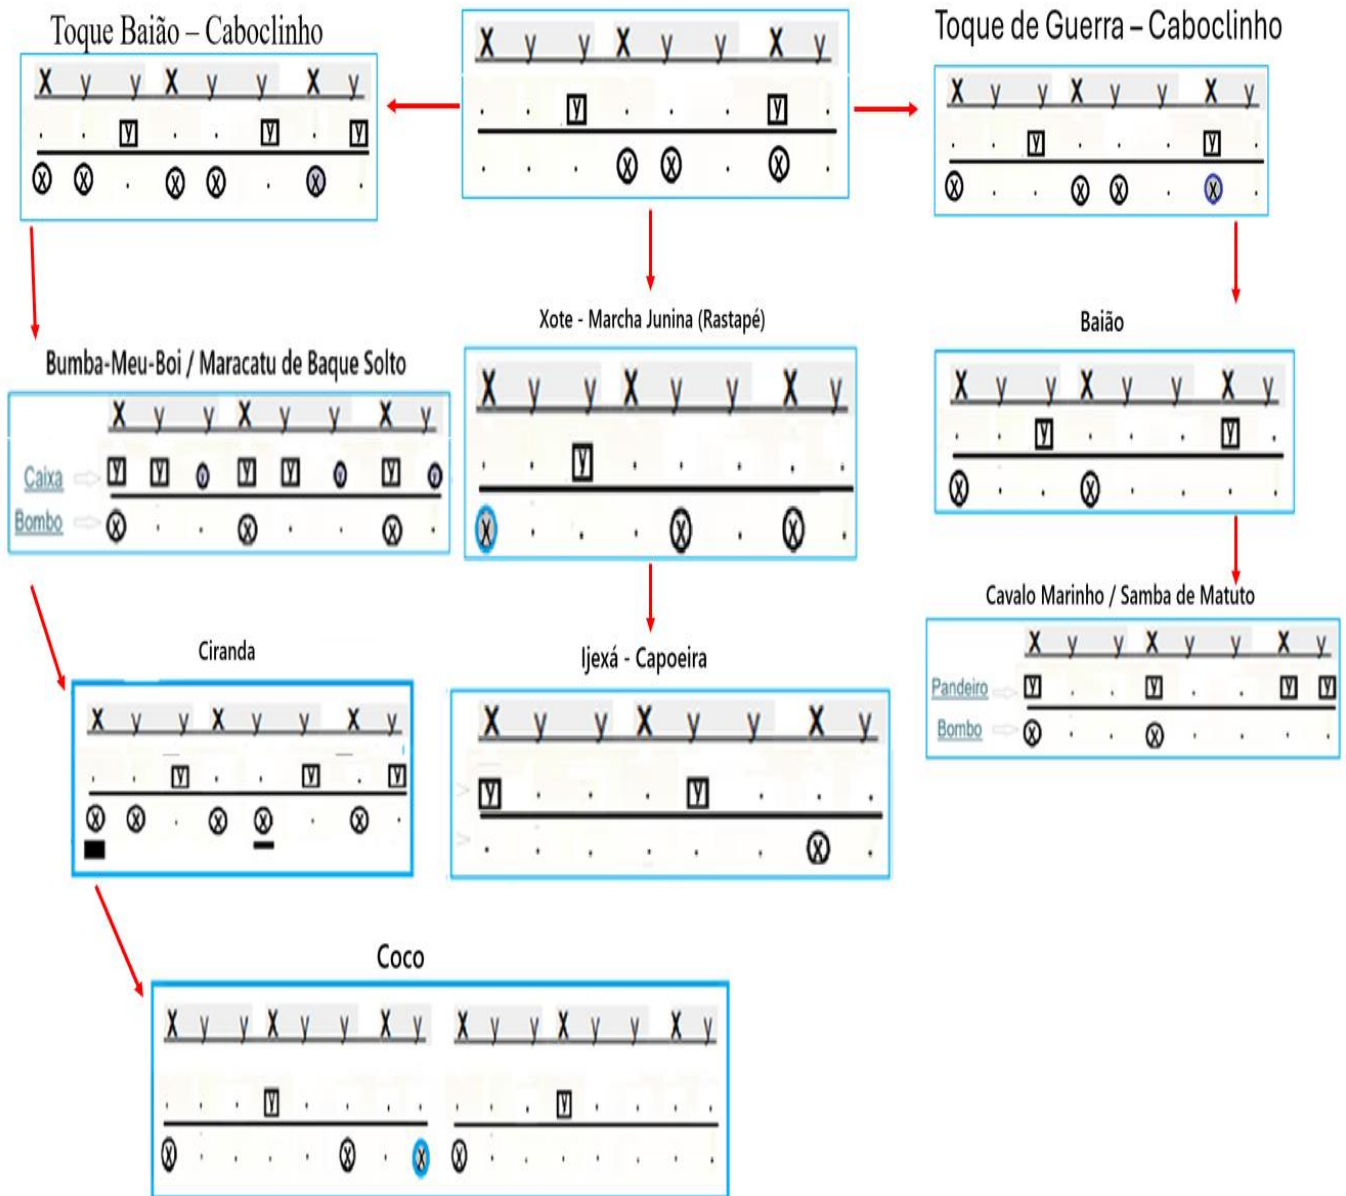 Toque Baião – Caboclinho
X y y X y y X y
. . y . . y . y
X X . X X . X .
X y y X y y X y
. . y . . . y .
. . . X X . X .
Toque de Guerra – Caboclinho
X y y X y y X y
. . y . . . y .
X . . X X . X .
Bumba-Meu-Boi / Maracatu de Baque Solto
X y y X y y X y
Caixa y y y y y
Bombo X . . X . . X .
Xote - Marcha Junina (Rastapé)
X y y X y y X y
. . y . . . . .
X . . . X . X .
Baião
X y y X y y X y
. . y . . . y .
X . . X . . . .
Cavalo Marinho / Samba de Matuto
X y y X y y X y
Pandeiro y . . y . . y y
Bombo X . . X . . . .
Ciranda
X y y X y y X y
. . y . . y . y
X X . X X . X .
Ijexá - Capoeira
X y y X y y X y
> y . . . y . . .
> . . . . . . X .
Coco
X y y X y y X y X y y X y y X y
. . . y . . . . . . . y . . . .
X . . . . X . X X . . . . . . .